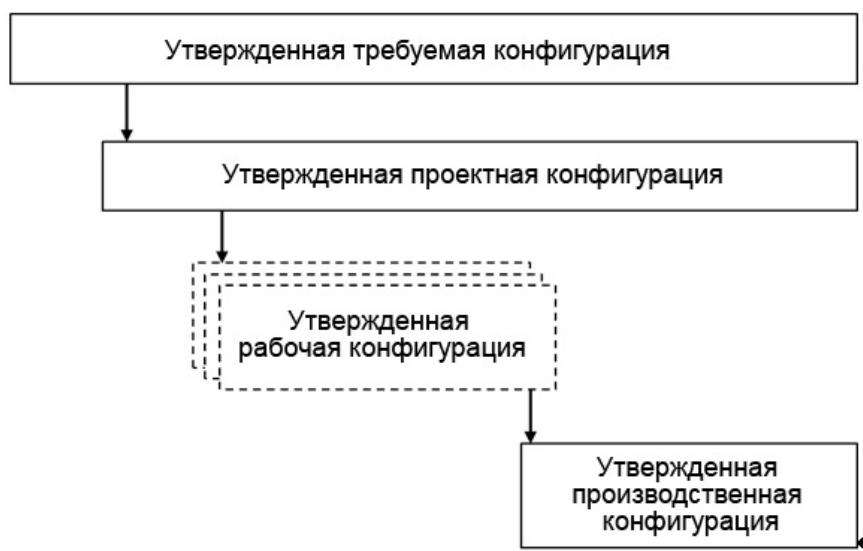 Утвержденная требуемая конфигурация
Утвержденная проектная конфигурация
Утвержденная
рабочая конфигурация
Утвержденная
производственная
конфигурация